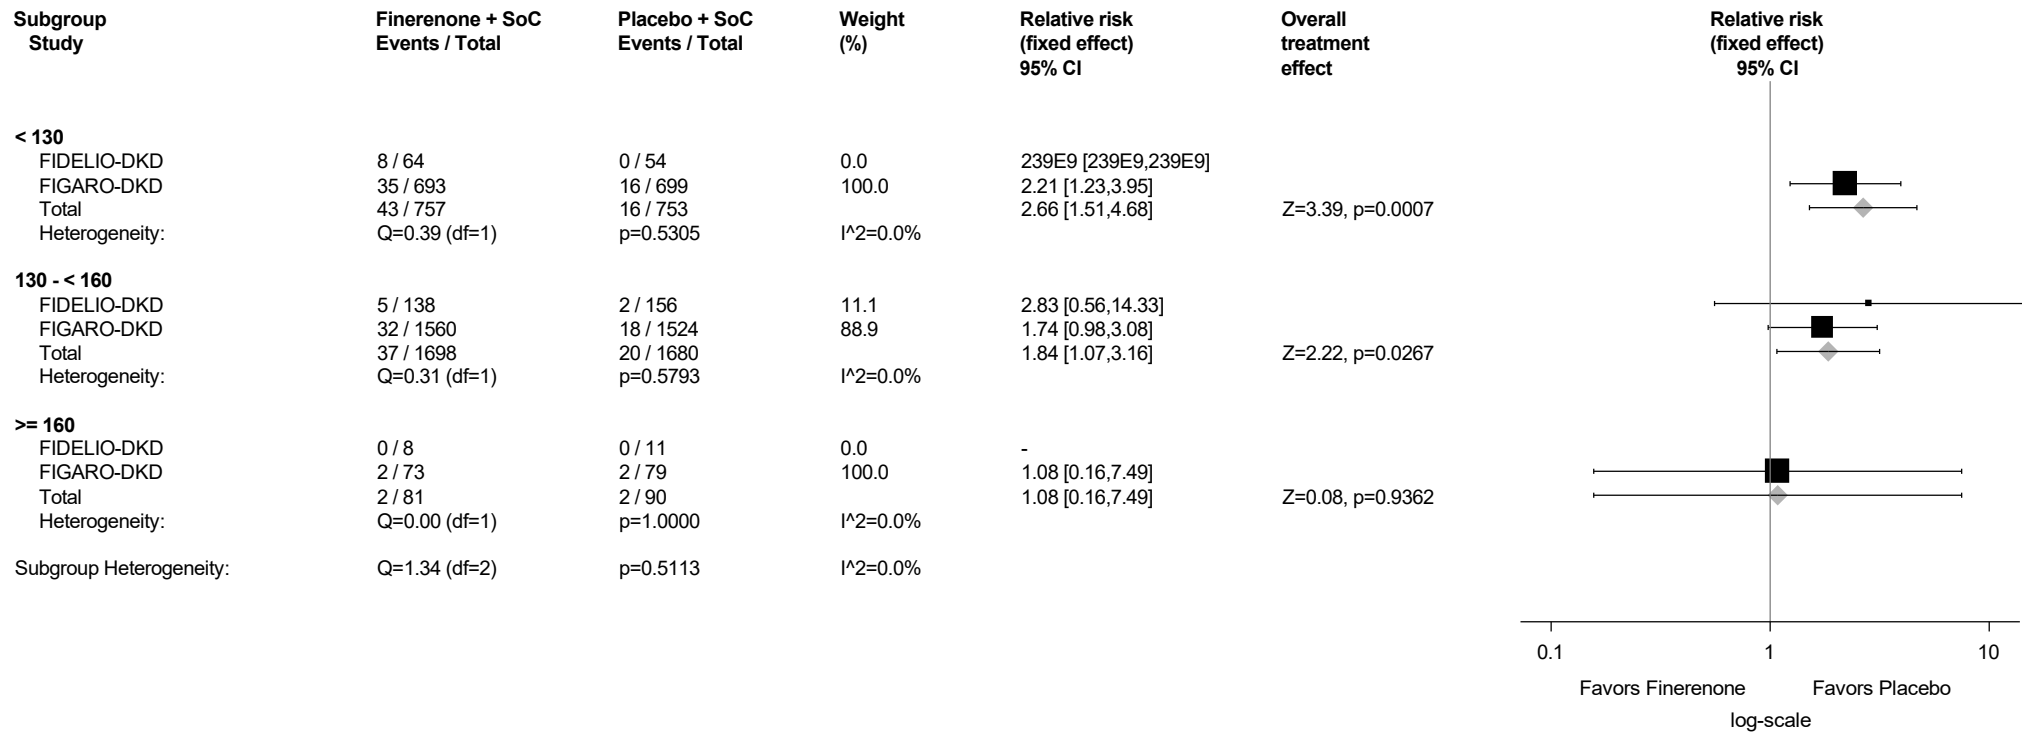 Subgroup Finerenone + SoC Placebo + SoC Weight Relative risk Overall Relative risk
Study Events / Total Events / Total (%) (fixed effect) treatment (fixed effect)
95% CI effect 95% CI
< 130
FIDELIO-DKD 8 / 64 0 / 54 0.0 239E9 [239E9,239E9]
FIGARO-DKD 35 / 693 16 / 699 100.0 2.21 [1.23,3.95]
Total 43 / 757 16 / 753 2.66 [1.51,4.68] Z=3.39, p=0.0007
Heterogeneity: Q=0.39 (df=1) p=0.5305 I^2=0.0%
130 - < 160
FIDELIO-DKD 5 / 138 2 / 156 11.1 2.83 [0.56,14.33]
FIGARO-DKD 32 / 1560 18 / 1524 88.9 1.74 [0.98,3.08]
Total 37 / 1698 20 / 1680 1.84 [1.07,3.16] Z=2.22, p=0.0267
Heterogeneity: Q=0.31 (df=1) p=0.5793 I^2=0.0%
>= 160
FIDELIO-DKD 0 / 8 0 / 11 0.0 -
FIGARO-DKD 2 / 73 2 / 79 100.0 1.08 [0.16,7.49]
Total 2 / 81 2 / 90 1.08 [0.16,7.49] Z=0.08, p=0.9362
Heterogeneity: Q=0.00 (df=1) p=1.0000 I^2=0.0%
Subgroup Heterogeneity: Q=1.34 (df=2) p=0.5113 I^2=0.0%
0.1 1 10
Favors Finerenone Favors Placebo
log-scale